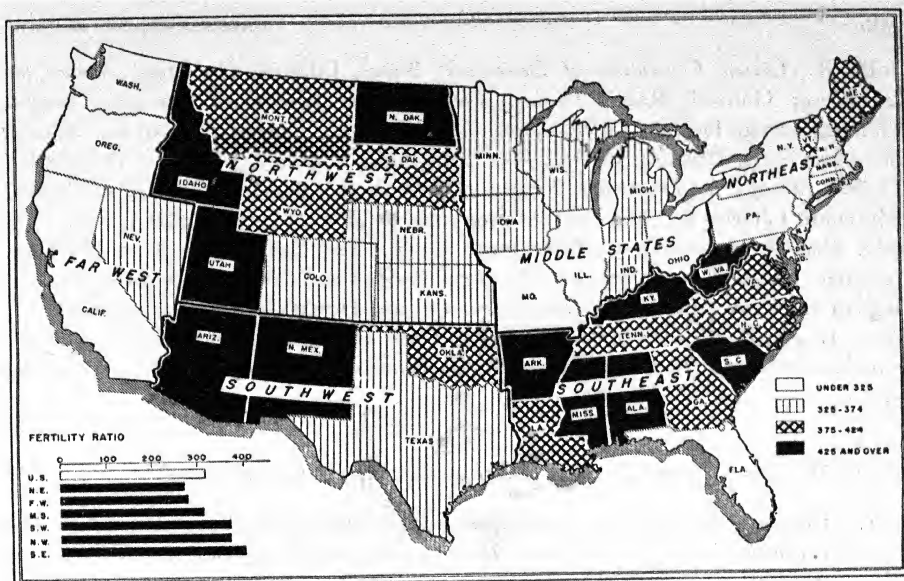 WASH.
MONT.
N. DAK.
MINN.
ME.
OREG.
IDAHO
S. DAK
WIS.
MICH.
N.Y.
N.H.
MASS.
CONN.
NORTHWEST
NORTHEAST
WYO.
IOWA
PA.
N.J.
NEV.
UTAH
COLO.
NEBR.
KANS.
MIDDLE STATES
ILL.
IND.
OHIO
DEL.
FAR WEST
CALIF.
MO.
W. VA.
VA.
KY.
ARIZ.
N. MEX.
OKLA.
ARK.
TENN.
N. C.
S. C.
SOUTHWEST
SOUTHEAST
TEXAS
LA.
MISS.
ALA.
GA.
FLA.
UNDER 325
325-374
375-424
425 AND OVER
FERTILITY RATIO
0 100 200 300 400
U.S.
N.E.
F.W.
M.S.
S.W.
N.W.
S.E.